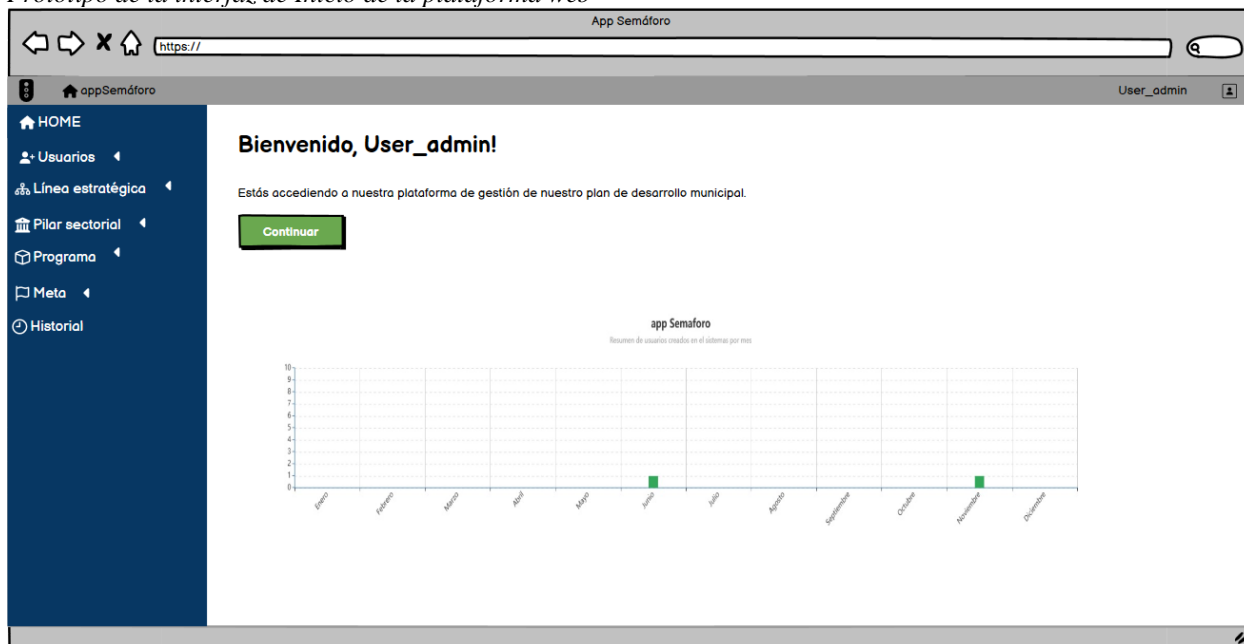 Prototipo de la interfaz de Inicio de la plataforma web
App Semáforo
https://
appSemáforo
User_admin
HOME
Usuarios
Línea estratégica
Pilar sectorial
Programa
Meta
Historial
Bienvenido, User_admin!
Estás accediendo a nuestra plataforma de gestión de nuestro plan de desarrollo municipal.
Continuar
app Semaforo
Resumen de usuarios creados en el sistemas por mes
10
9
8
7
6
5
4
3
2
1
0
Enero
Febrero
Marzo
Abril
Mayo
Junio
Julio
Agosto
Septiembre
Octubre
Noviembre
Diciembre